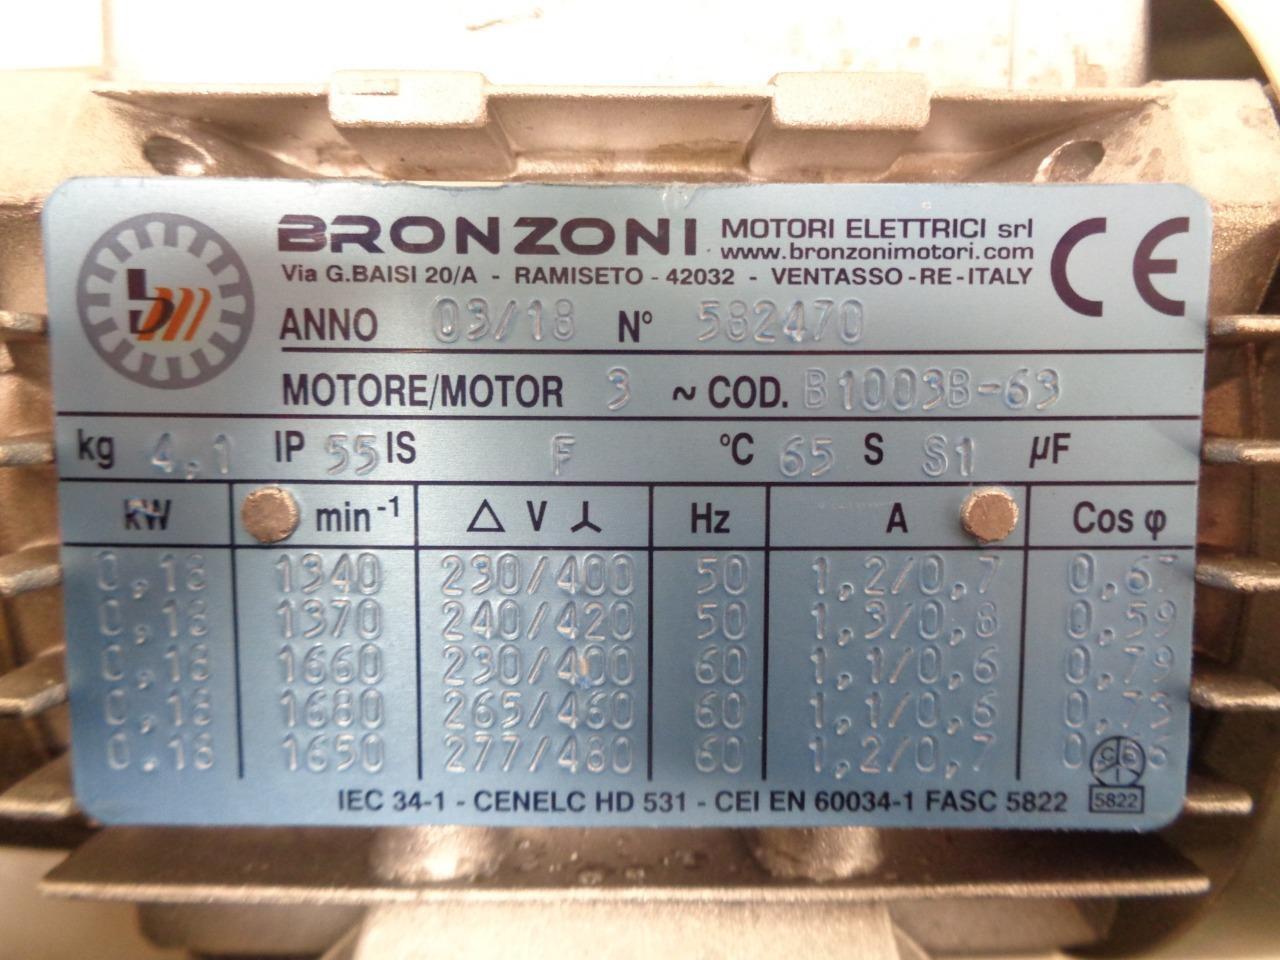 BRONZONI MOTORI ELETTRICI srl
www.bronzonimotori.com
Via G.BAISI 20/A - RAMISETO - 42032 - VENTASSO-RE-ITALY
CE
bm
ANNO 03/18 N° 582470
MOTORE/MOTOR 3 ~ COD. B1003B-63
kg 4,1 IP 55 IS F °C 65 S S1 µF
kW min-1 △ V Y Hz A Cos φ
0,18 1340 230/400 50 1,2/0,7
0,18 1370 240/420 50 1,3/0,8 0,59
0,18 1660 230/400 60 1,1/0,6 0,79
0,18 1680 265/460 60 1,1/0,6 0,73
0,18 1650 277/480 60 1,2/0,7
IEC 34-1 - CENELC HD 531 - CEI EN 60034-1 FASC 5822
CEI
5822